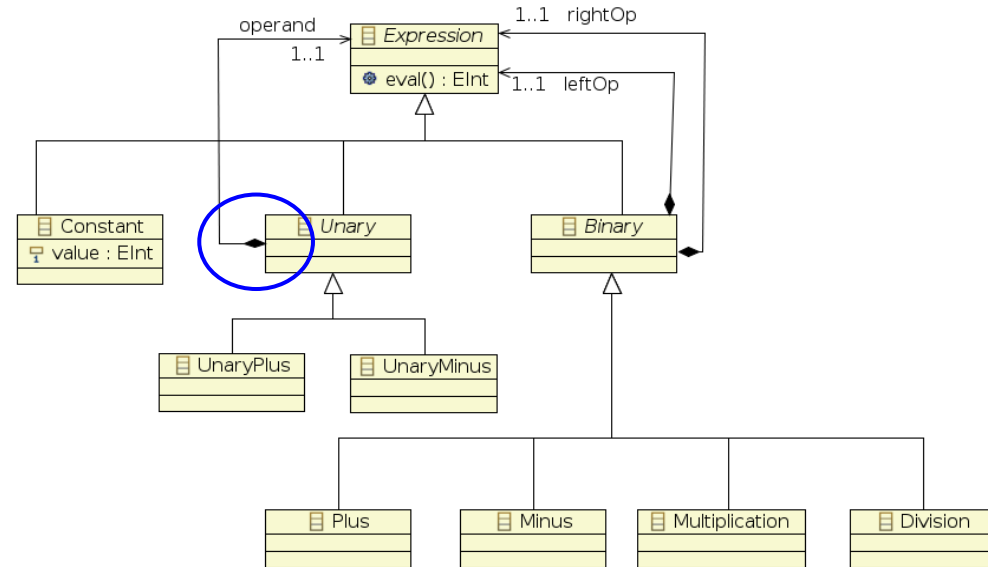 operand
1..1
1..1 rightOp
Expression
eval() : EInt
1..1 leftOp
Constant
1 value : EInt
Unary
Binary
UnaryPlus
UnaryMinus
Plus
Minus
Multiplication
Division